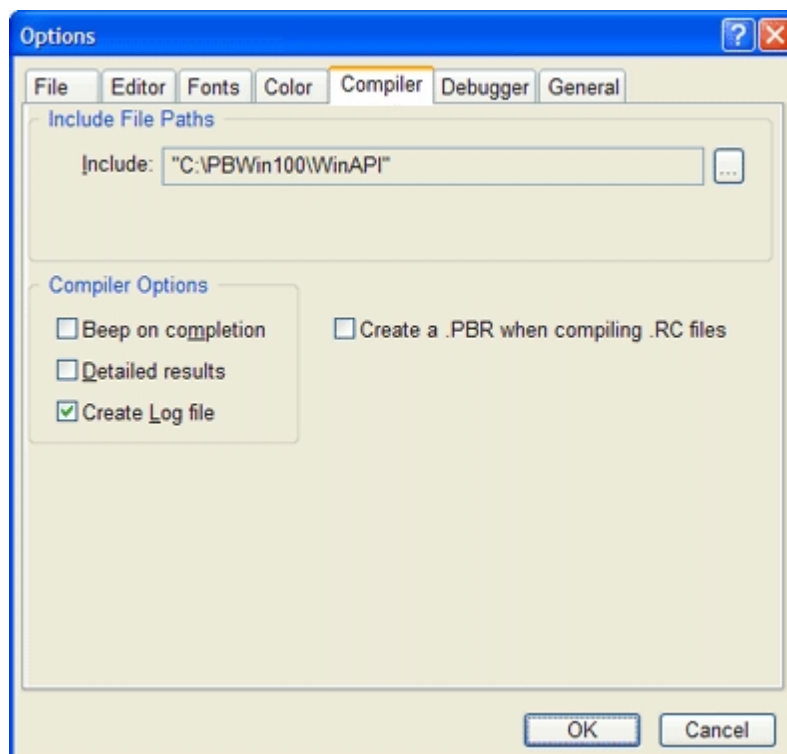 Options
File Editor Fonts Color Compiler Debugger General
Include File Paths
Include: "C:\PBWin100\WinAPI" ...
Compiler Options
Beep on completion Create a .PBR when compiling .RC files
Detailed results
Create Log file
OK Cancel